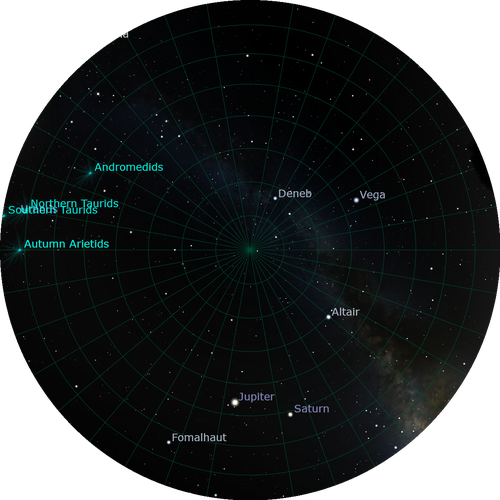 Andromedids
Deneb
Vega
Northern Taurids
Southern Taurids
Autumn Arietids
Altair
Jupiter
Saturn
Fomalhaut